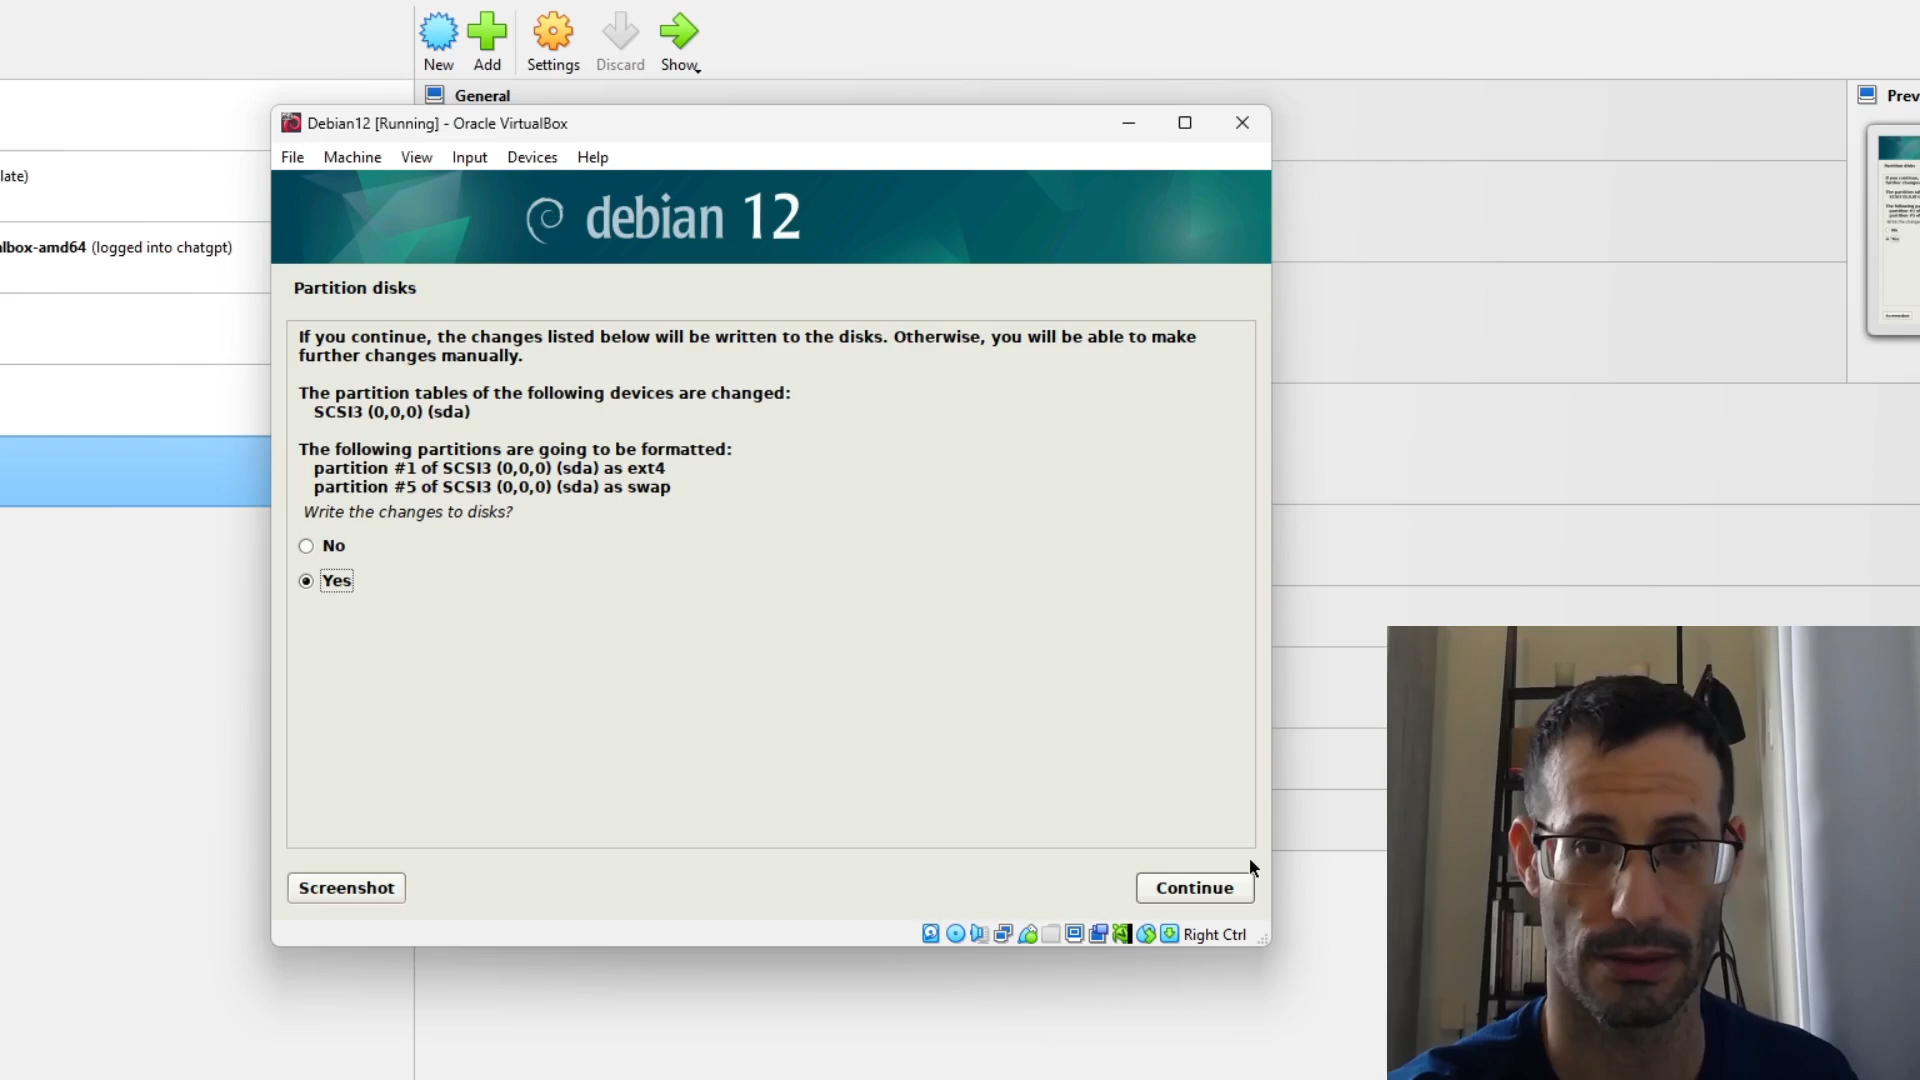 New
Add
Settings
Discard
Show
General
Prev
Debian12 [Running] - Oracle VirtualBox
File Machine View Input Devices Help
late)
lbox-amd64 (logged into chatgpt)
debian 12
Partition disks
If you continue, the changes listed below will be written to the disks. Otherwise, you will be able to make
further changes manually.
The partition tables of the following devices are changed:
SCSI3 (0,0,0) (sda)
The following partitions are going to be formatted:
partition #1 of SCSI3 (0,0,0) (sda) as ext4
partition #5 of SCSI3 (0,0,0) (sda) as swap
Write the changes to disks?
No
Yes
Screenshot
Continue
Right Ctrl